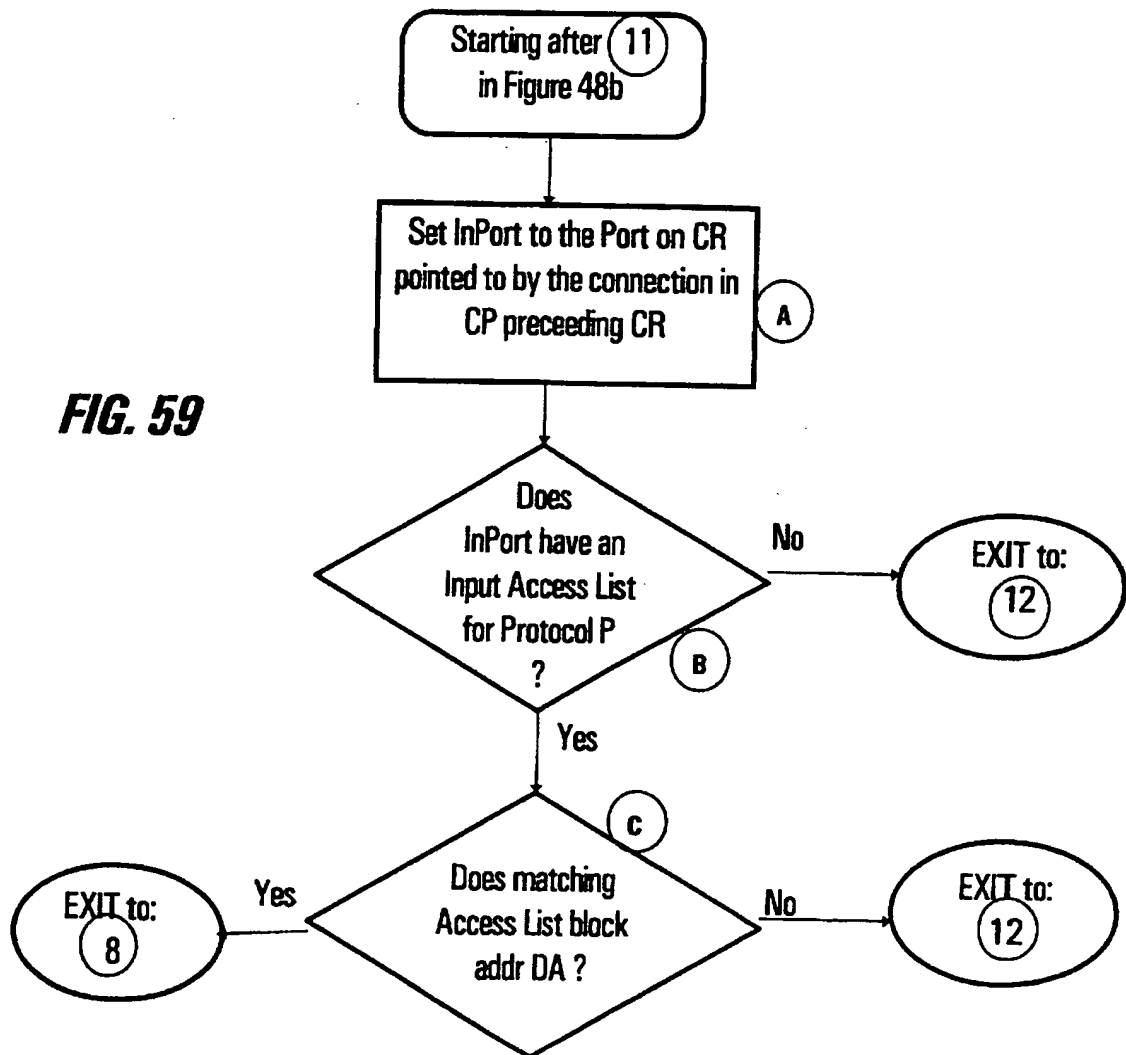 Starting after 11
in Figure 48b
Set InPort to the Port on CR
pointed to by the connection in
CP preceeding CR
A
FIG. 59
Does
InPort have an
Input Access List
for Protocol P
?
B
No
EXIT to:
12
Yes
C
Does matching
Access List block
addr DA ?
Yes
EXIT to:
8
No
EXIT to:
12